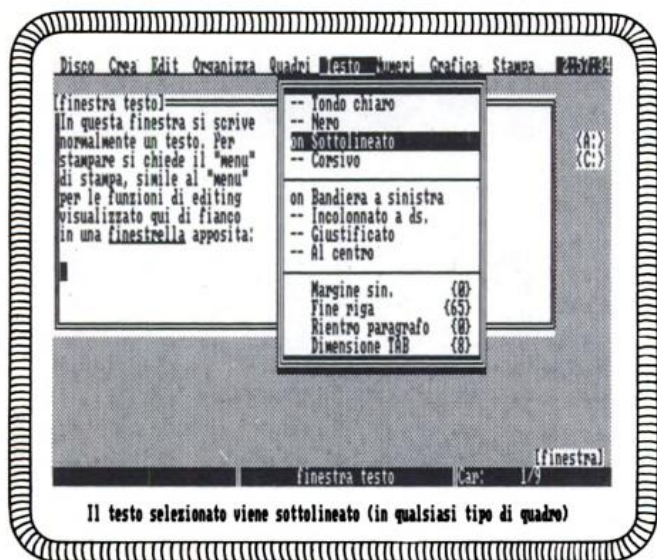 Disco Crea Edit Organizza Quadri Testo Numeri Grafica Stampa
[finestra testo]
In questa finestra si scrive
normalmente un testo. Per
stampare si chiede il "menu"
di stampa, simile al "menu"
per le funzioni di editing
visualizzato qui di fianco
in una finestrella apposita:
-- Tondo chiaro
-- Nero
on Sottolineato
-- Corsivo
on Bandiera a sinistra
-- Incolonnato a ds.
-- Giustificato
-- Al centro
Margine sin. {0}
Fine riga {65}
Rientro paragrafo {0}
Dimensione TAB {8}
{A:}
{C:}
[finestra]
finestra testo Car: 1/9
Il testo selezionato viene sottolineato (in qualsiasi tipo di quadro)